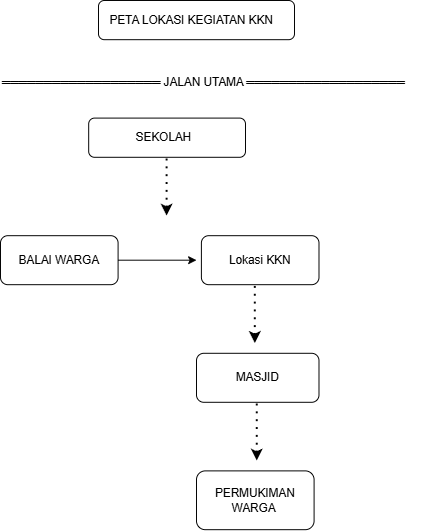 PETA LOKASI KEGIATAN KKN
JALAN UTAMA
SEKOLAH
BALAI WARGA
Lokasi KKN
MASJID
PERMUKIMAN
WARGA